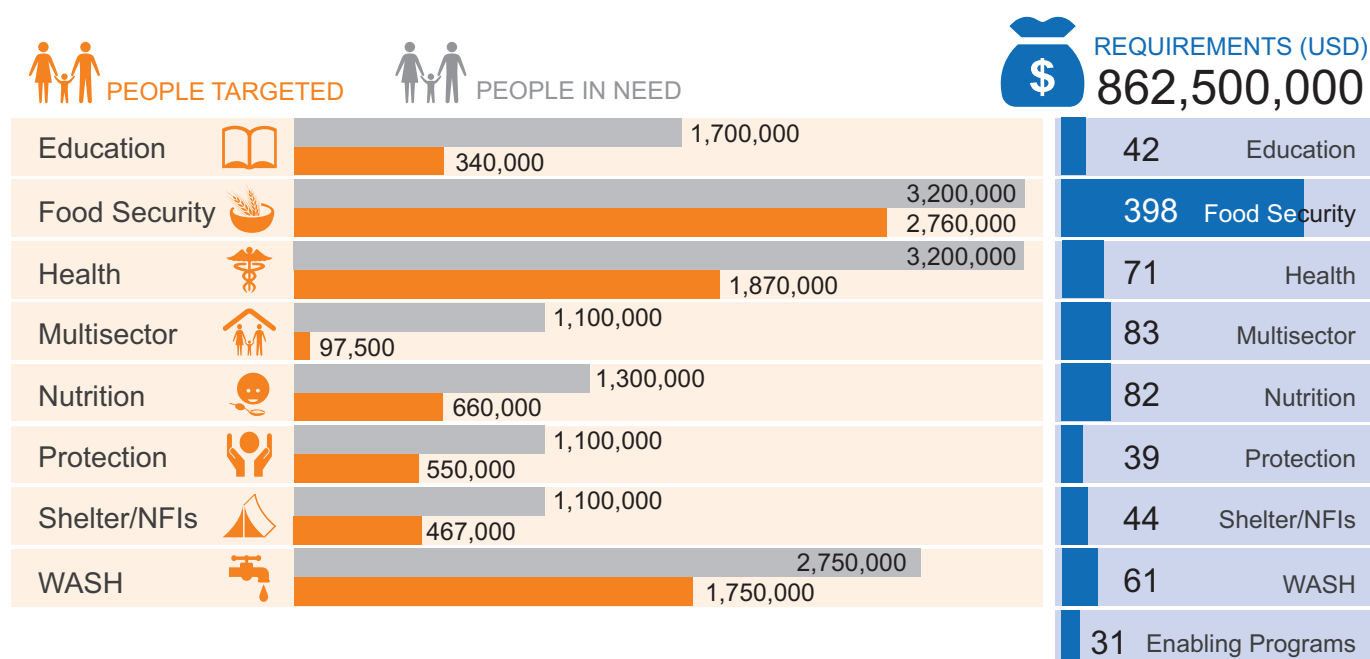 PEOPLE TARGETED
PEOPLE IN NEED
$
REQUIREMENTS (USD)
862,500,000
Education
1,700,000
340,000
Food Security
3,200,000
2,760,000
Health
3,200,000
1,870,000
Multisector
1,100,000
97,500
Nutrition
1,300,000
660,000
Protection
1,100,000
550,000
Shelter/NFIs
1,100,000
467,000
WASH
2,750,000
1,750,000
42 Education
398 Food Security
71 Health
83 Multisector
82 Nutrition
39 Protection
44 Shelter/NFIs
61 WASH
31 Enabling Programs